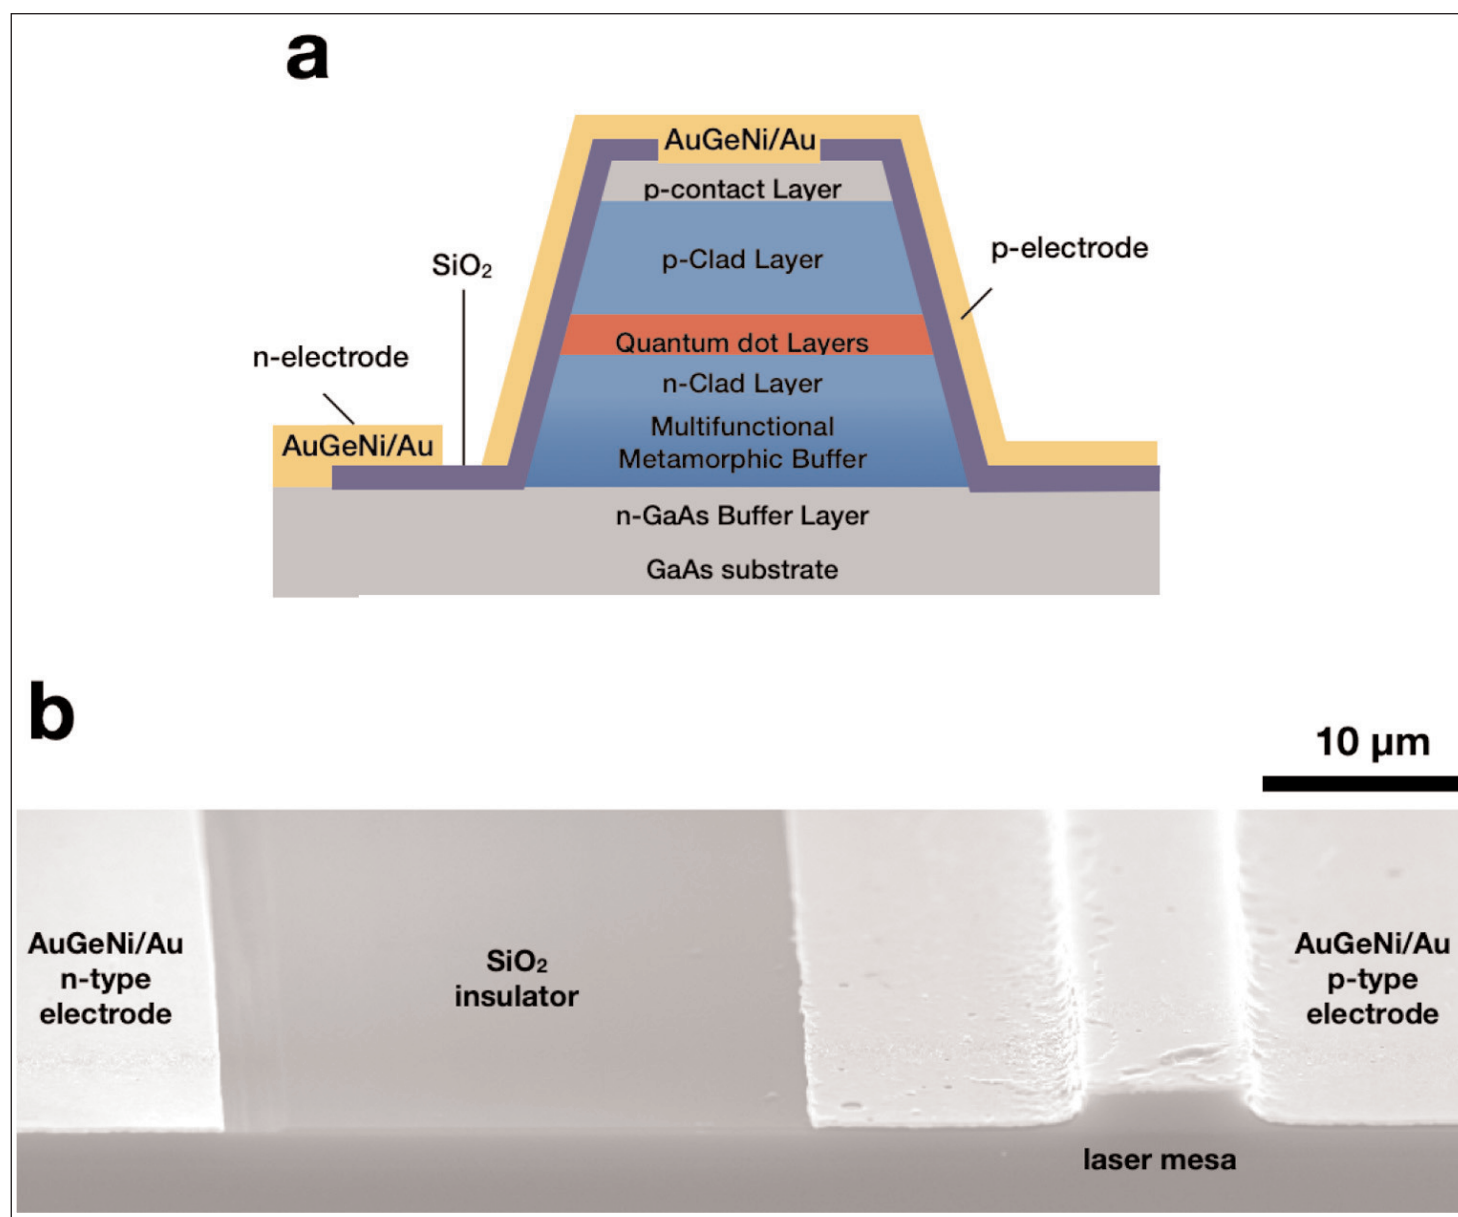 a
AuGeNi/Au
p-contact Layer
p-Clad Layer
p-electrode
SiO₂
Quantum dot Layers
n-electrode
n-Clad Layer
Multifunctional
Metamorphic Buffer
AuGeNi/Au
n-GaAs Buffer Layer
GaAs substrate
b
10 μm
AuGeNi/Au
n-type
electrode
SiO₂
insulator
AuGeNi/Au
p-type
electrode
laser mesa